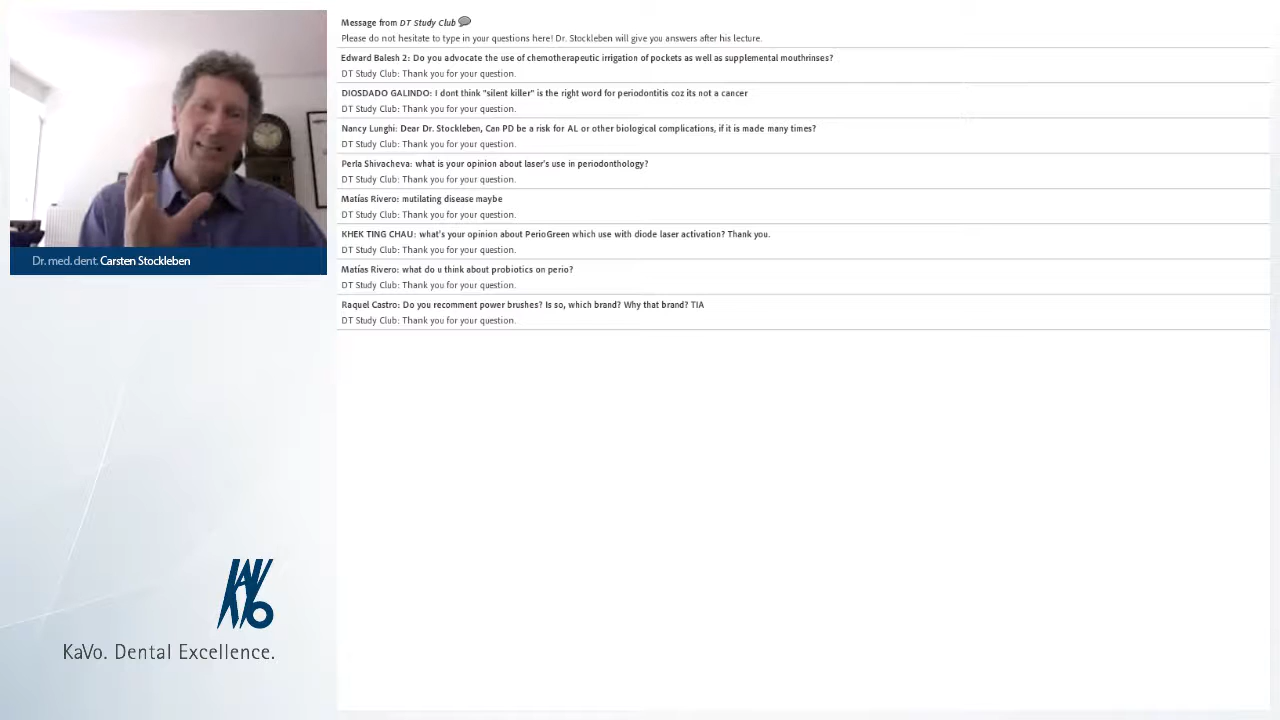 Message from DT Study Club
Please do not hesitate to type in your questions here! Dr. Stockleben will give you answers after his lecture.
Edward Balesh 2: Do you advocate the use of chemotherapeutic irrigation of pockets as well as supplemental mouthrinses?
DT Study Club: Thank you for your question.
DIOSDADO GALINDO: I dont think "silent killer" is the right word for periodontitis coz its not a cancer
DT Study Club: Thank you for your question.
Nancy Lunghi: Dear Dr. Stockleben, Can PD be a risk for AL or other biological complications, if it is made many times?
DT Study Club: Thank you for your question.
Perla Shivacheva: what is your opinion about laser's use in periodonthology?
DT Study Club: Thank you for your question.
Matías Rivero: mutilating disease maybe
DT Study Club: Thank you for your question.
KHEK TING CHAU: what's your opinion about PerioGreen which use with diode laser activation? Thank you.
DT Study Club: Thank you for your question.
Matías Rivero: what do u think about probiotics on perio?
DT Study Club: Thank you for your question.
Raquel Castro: Do you recomment power brushes? Is so, which brand? Why that brand? TIA
DT Study Club: Thank you for your question.
Dr. med. dent. Carsten Stockleben
KaVo
KaVo. Dental Excellence.